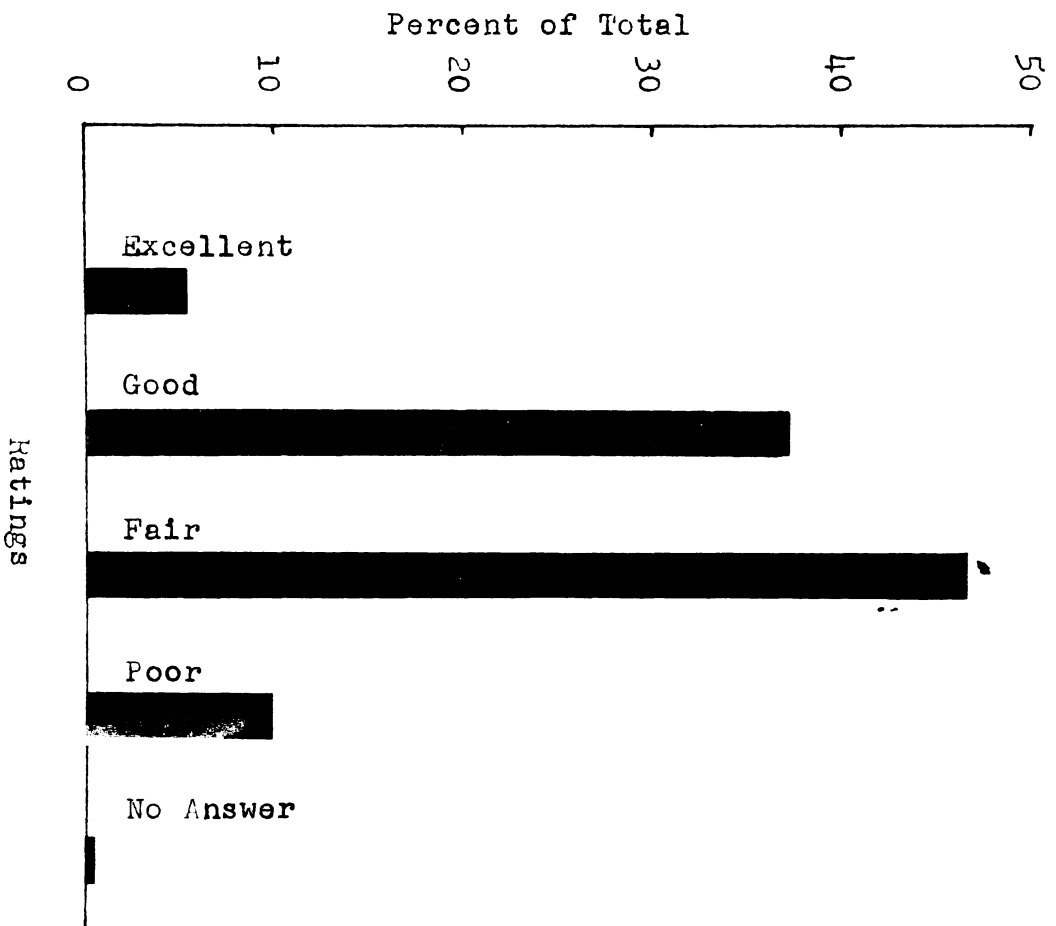 Percent of Total
0 10 20 30 40 50
Excellent
Good
Fair
Poor
No Answer
Ratings